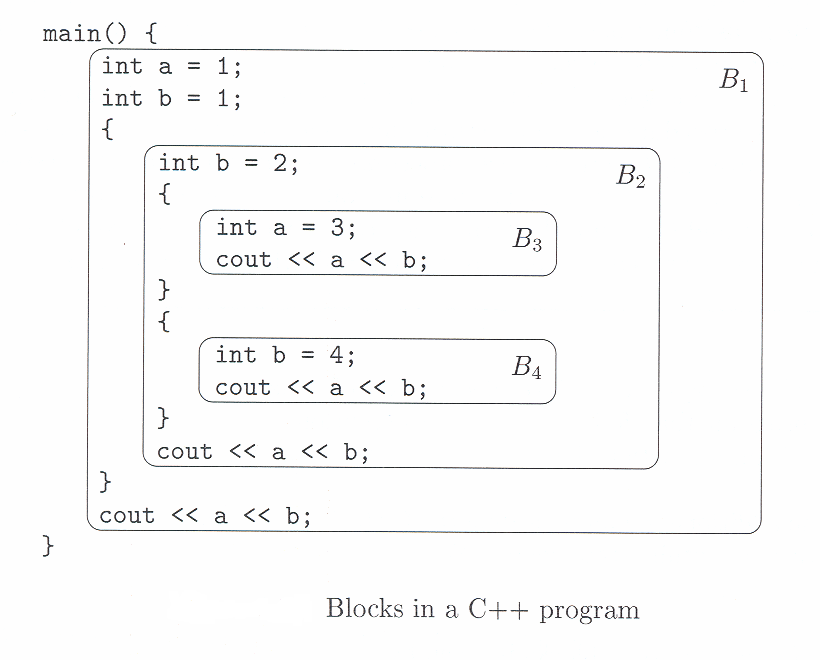 main() {
int a = 1;
B₁
int b = 1;
{
int b = 2;
B₂
{
int a = 3;
B₃
cout << a << b;
}
{
int b = 4;
B₄
cout << a << b;
}
cout << a << b;
}
cout << a << b;
}
Blocks in a C++ program